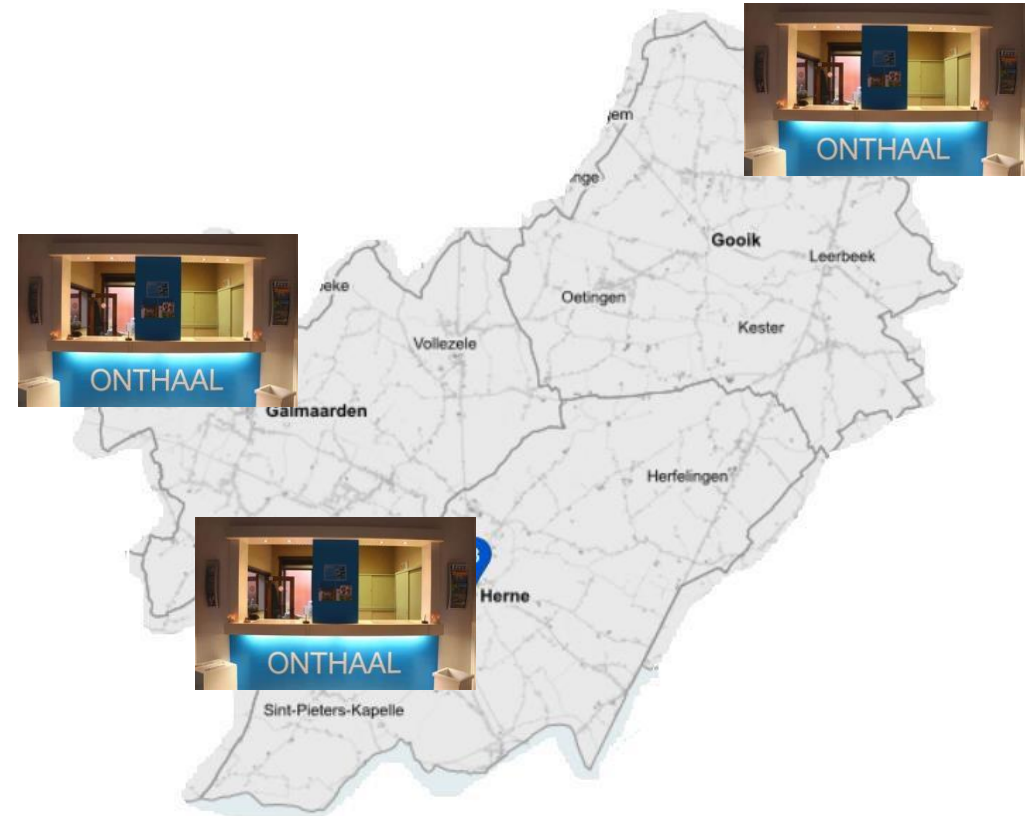 ONTHAAL
Gooik
Leerbeek
Oetingen
Kester
ONTHAAL
Vollezele
Galmaarden
Herfelingen
Herne
ONTHAAL
Sint-Pieters-Kapelle